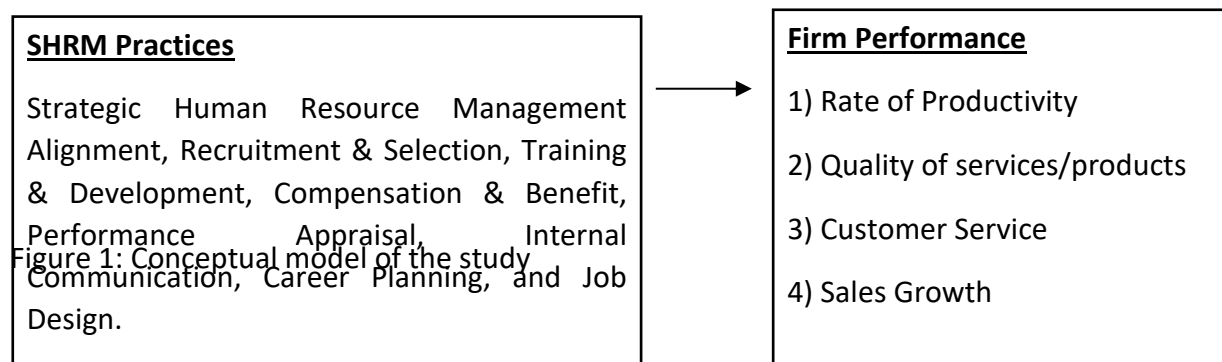 SHRM Practices
Strategic Human Resource Management
Alignment, Recruitment & Selection, Training
& Development, Compensation & Benefit,
Performance Appraisal, Internal
Communication, Career Planning, and Job
Design.
Figure 1: Conceptual model of the study
Firm Performance
1) Rate of Productivity
2) Quality of services/products
3) Customer Service
4) Sales Growth